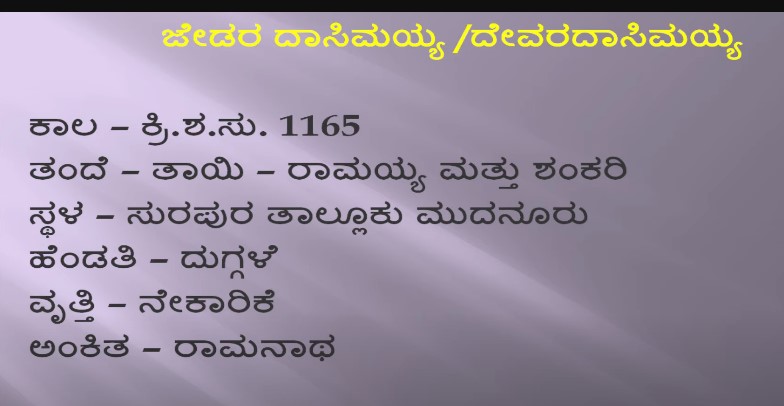 ಜೇಡರ ದಾಸಿಮಯ್ಯ /ದೇವರದಾಸಿಮಯ್ಯ
ಕಾಲ – ಕ್ರಿ.ಶ.ಸು. 1165
ತಂದೆ – ತಾಯಿ – ರಾಮಯ್ಯ ಮತ್ತು ಶಂಕರಿ
ಸ್ಥಳ – ಸುರಪುರ ತಾಲ್ಲೂಕು ಮುದನೂರು
ಹೆಂಡತಿ – ದುಗ್ಗಳೆ
ವೃತ್ತಿ – ನೇಕಾರಿಕೆ
ಅಂಕಿತ – ರಾಮನಾಥ